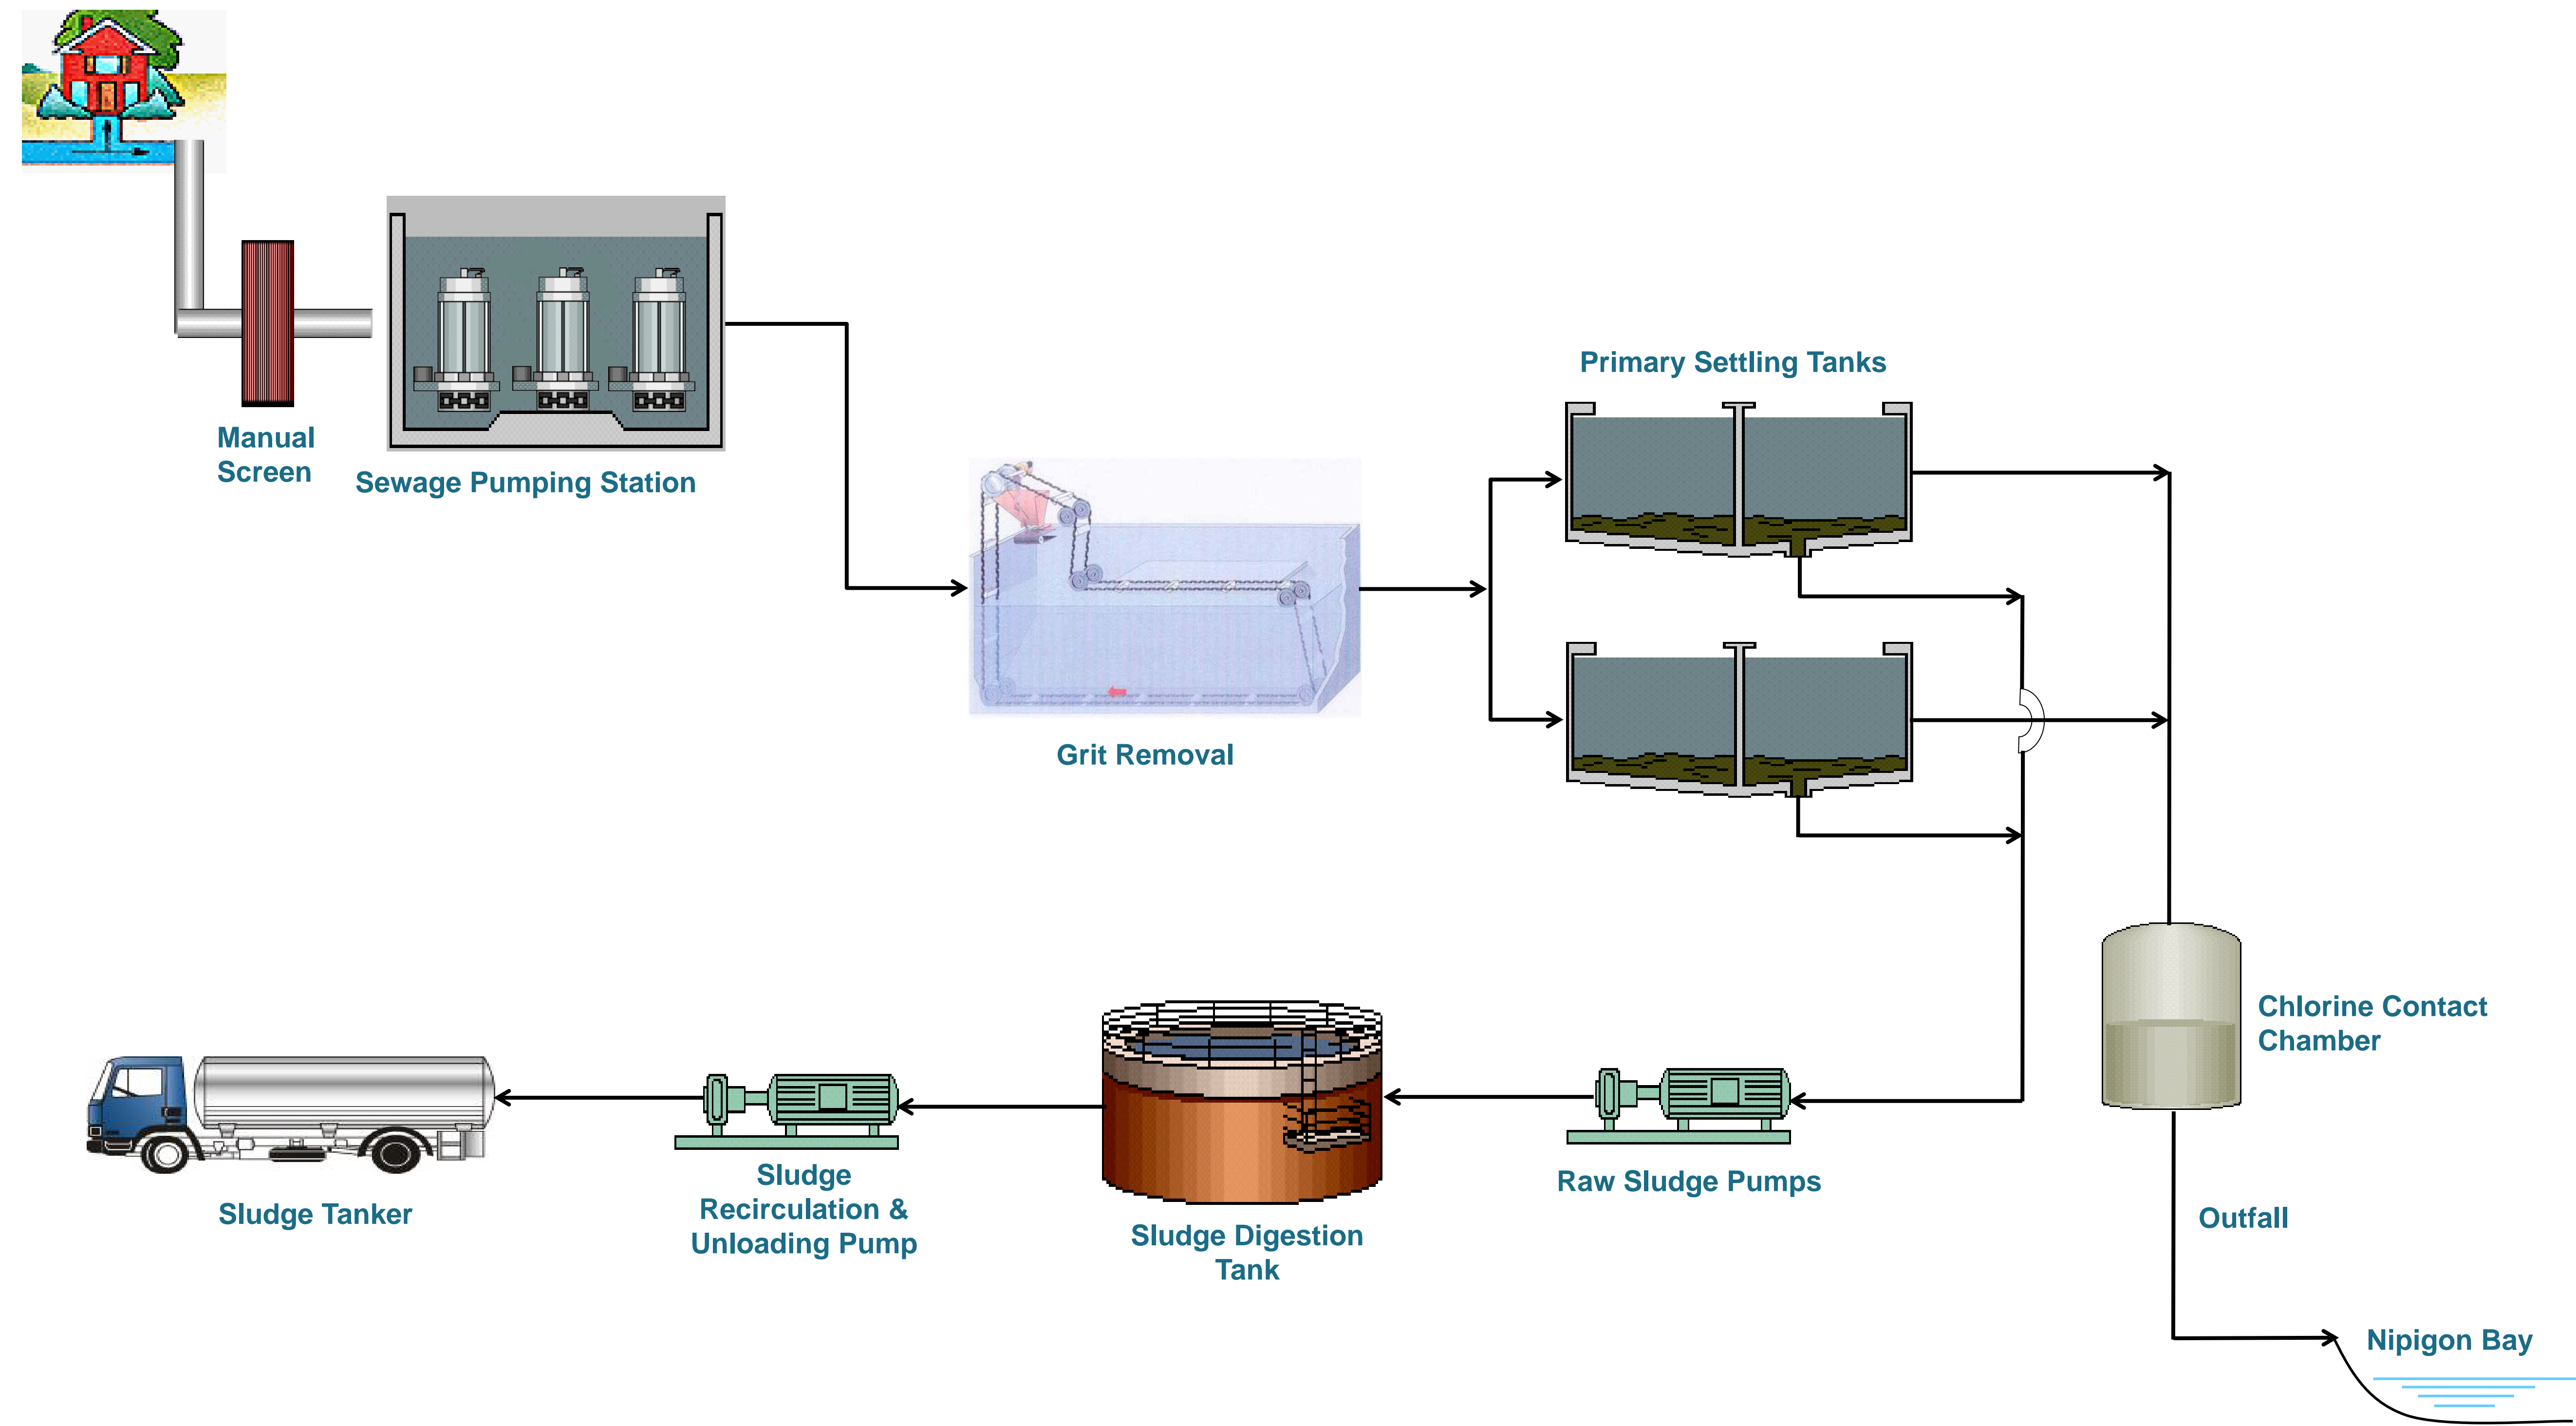 Primary Settling Tanks
Manual
Screen
Sewage Pumping Station
Grit Removal
Chlorine Contact
Chamber
Sludge Tanker
Sludge
Recirculation &
Unloading Pump
Sludge Digestion
Tank
Raw Sludge Pumps
Outfall
Nipigon Bay